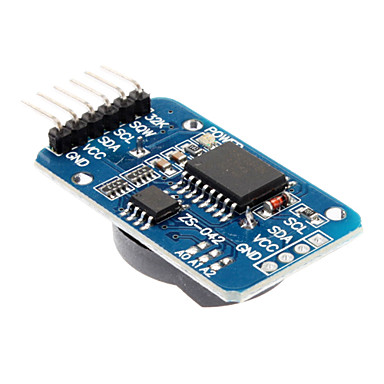 32K
SQW
SCL
SDA
VCC
GND
POWER
ZS-042
A0 A1 A2
SCL
SDA
VCC
GND